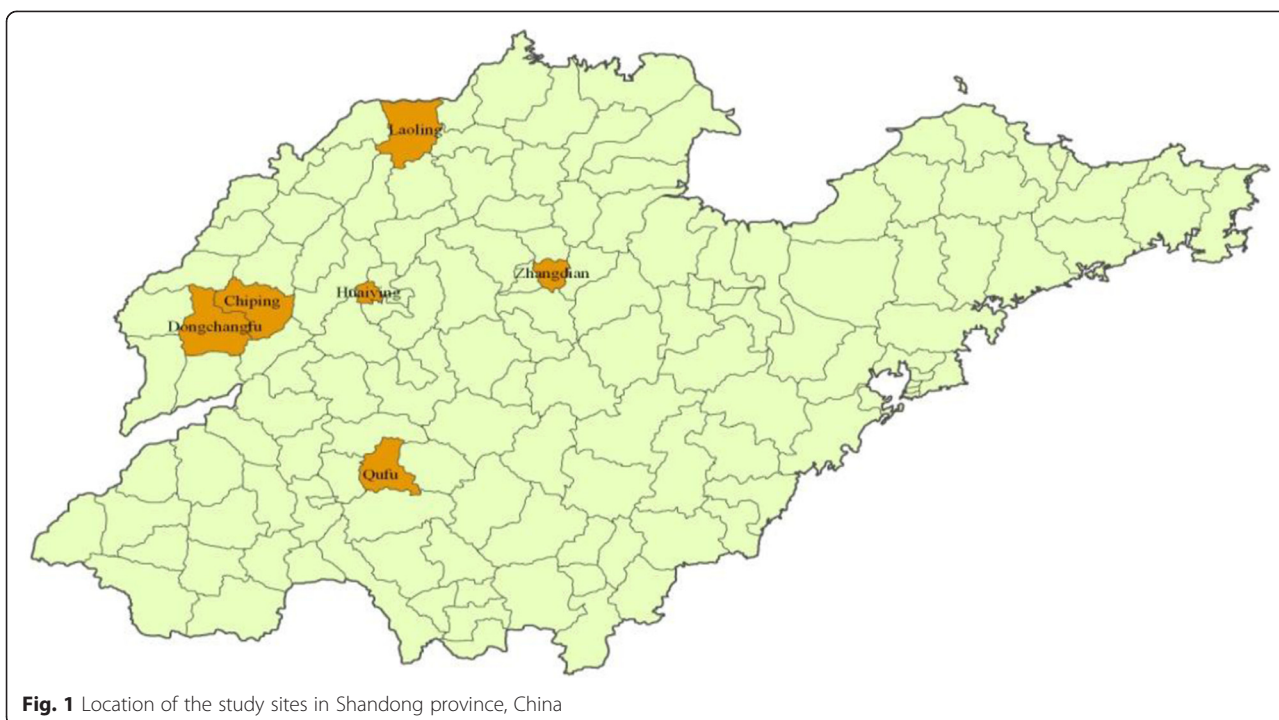 Laoling
Zhangdian
Huaiying
Chiping
Dongchangfu
Qufu
Fig. 1 Location of the study sites in Shandong province, China